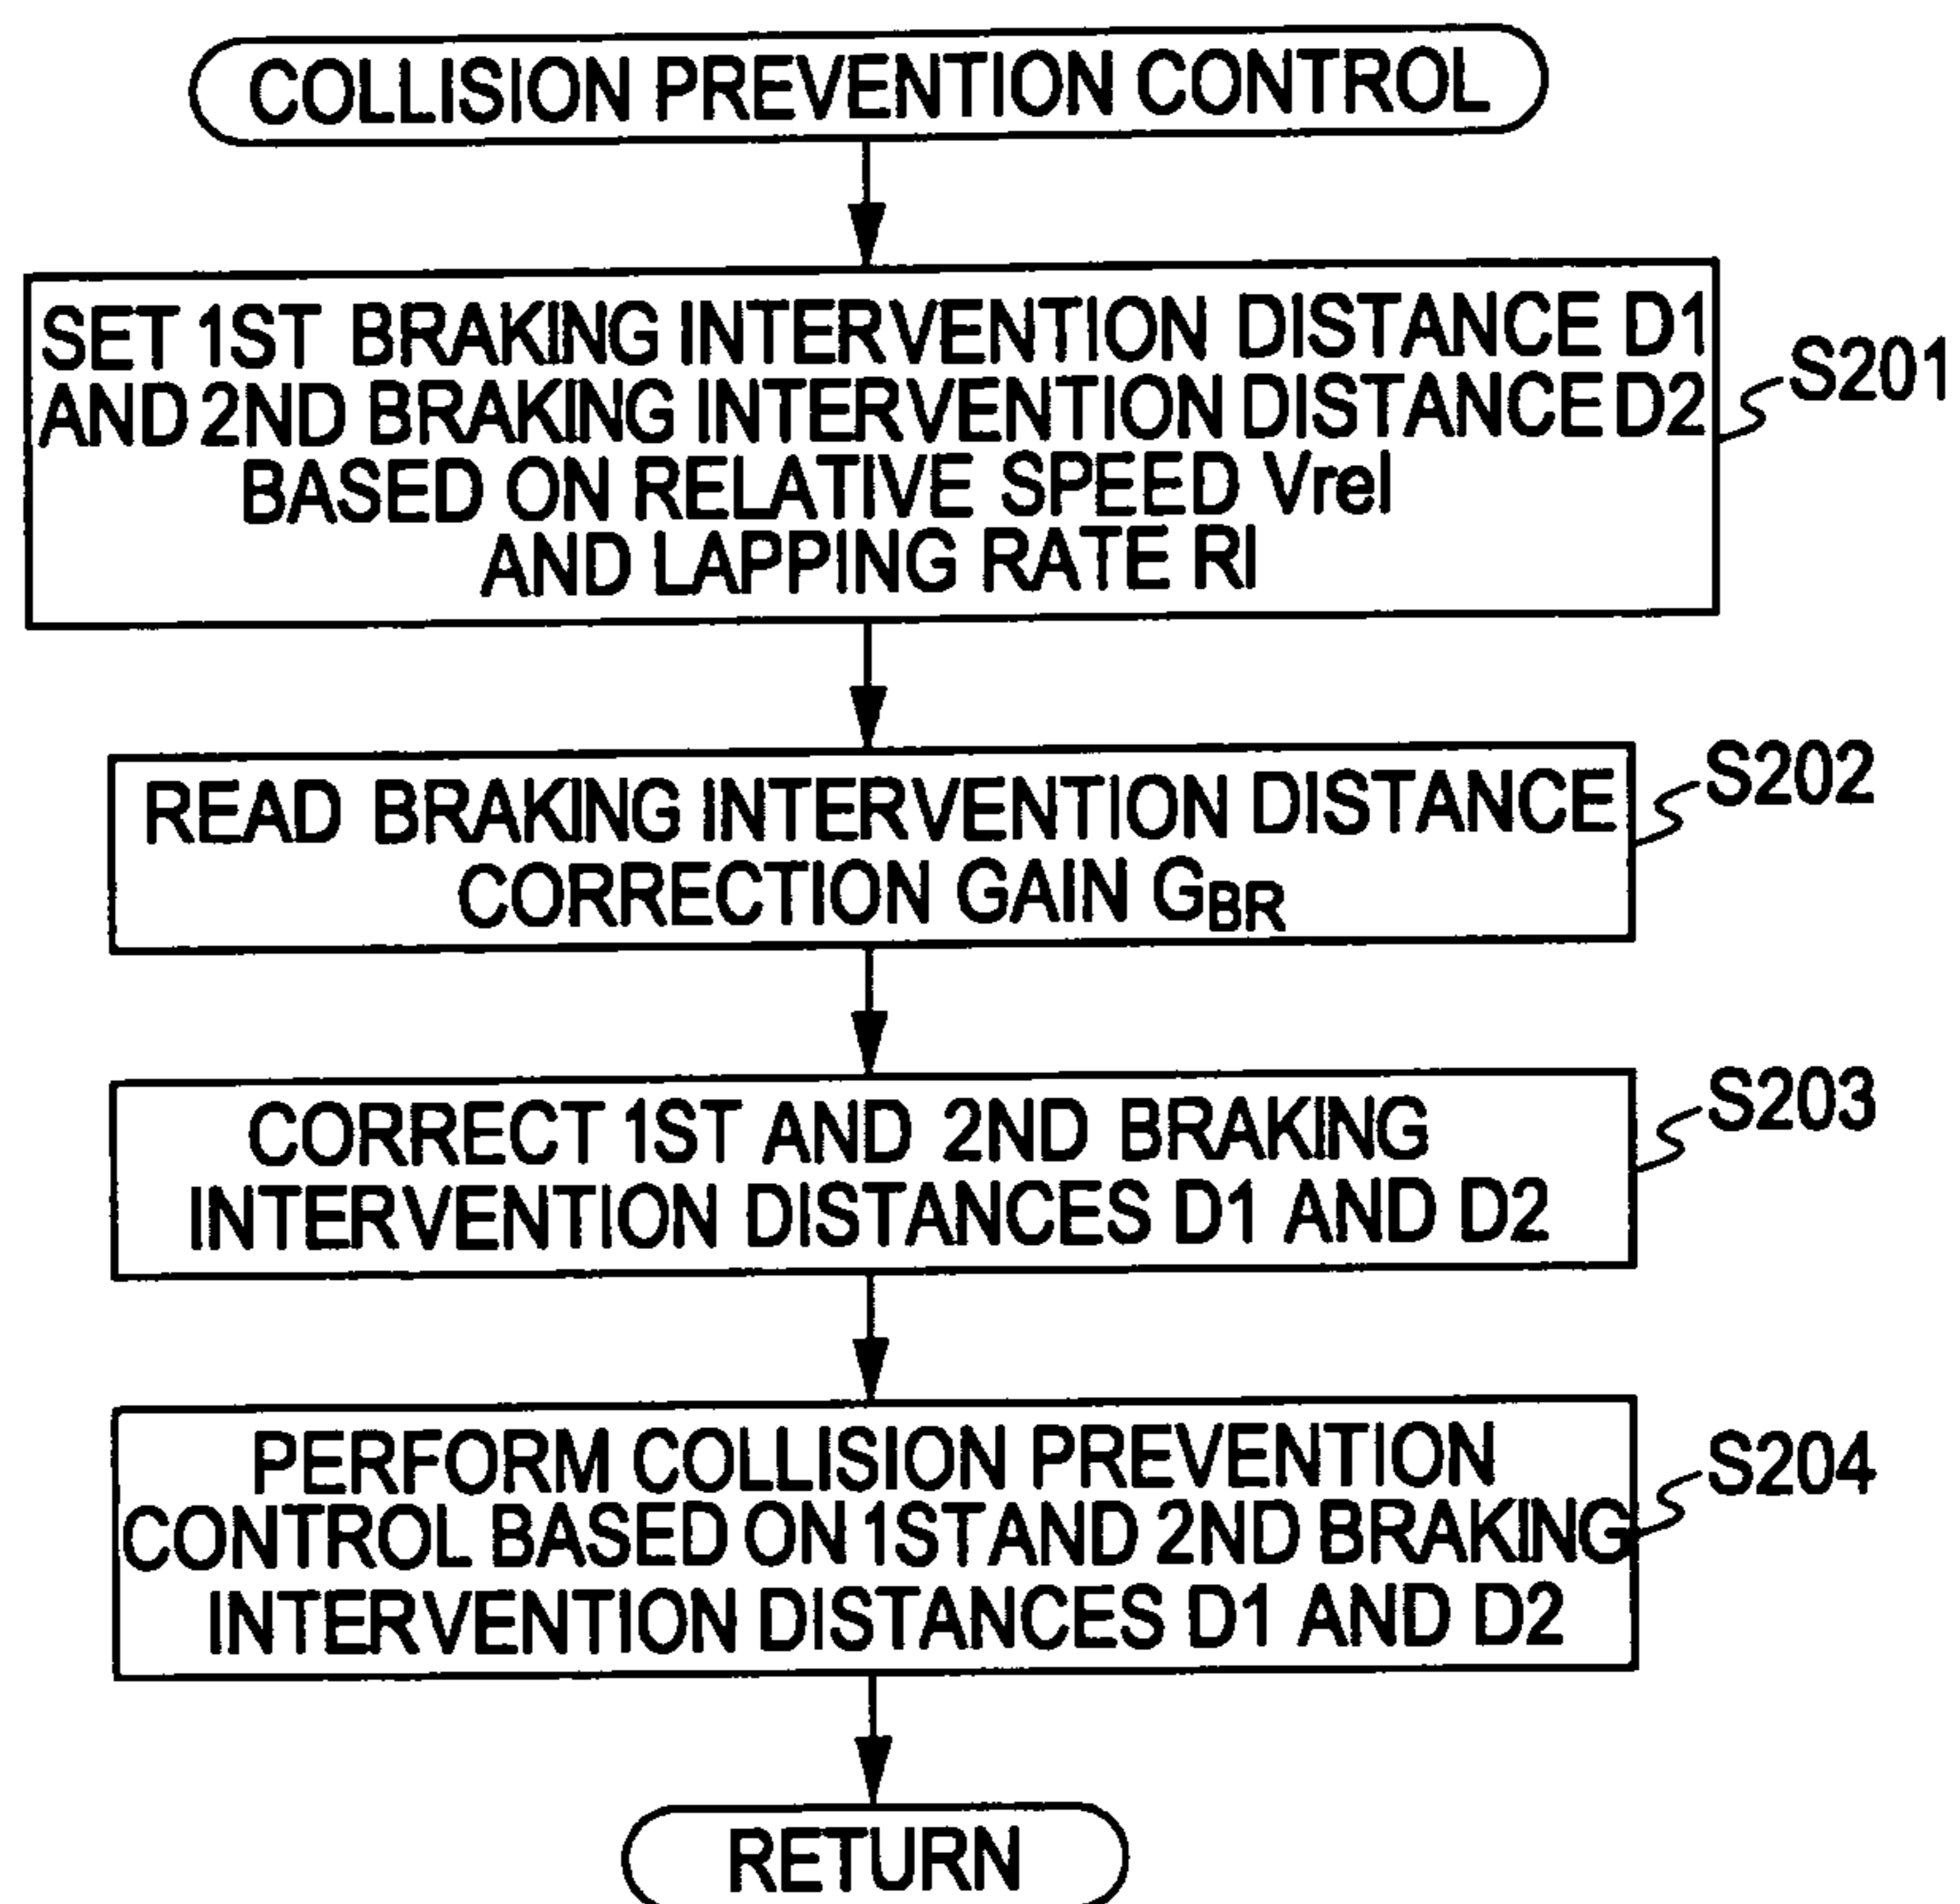 COLLISION PREVENTION CONTROL
SET 1ST BRAKING INTERVENTION DISTANCE D1
AND 2ND BRAKING INTERVENTION DISTANCE D2
BASED ON RELATIVE SPEED Vrel
AND LAPPING RATE Rl
S201
READ BRAKING INTERVENTION DISTANCE
CORRECTION GAIN GBR
S202
CORRECT 1ST AND 2ND BRAKING
INTERVENTION DISTANCES D1 AND D2
S203
PERFORM COLLISION PREVENTION
CONTROL BASED ON 1ST AND 2ND BRAKING
INTERVENTION DISTANCES D1 AND D2
S204
RETURN